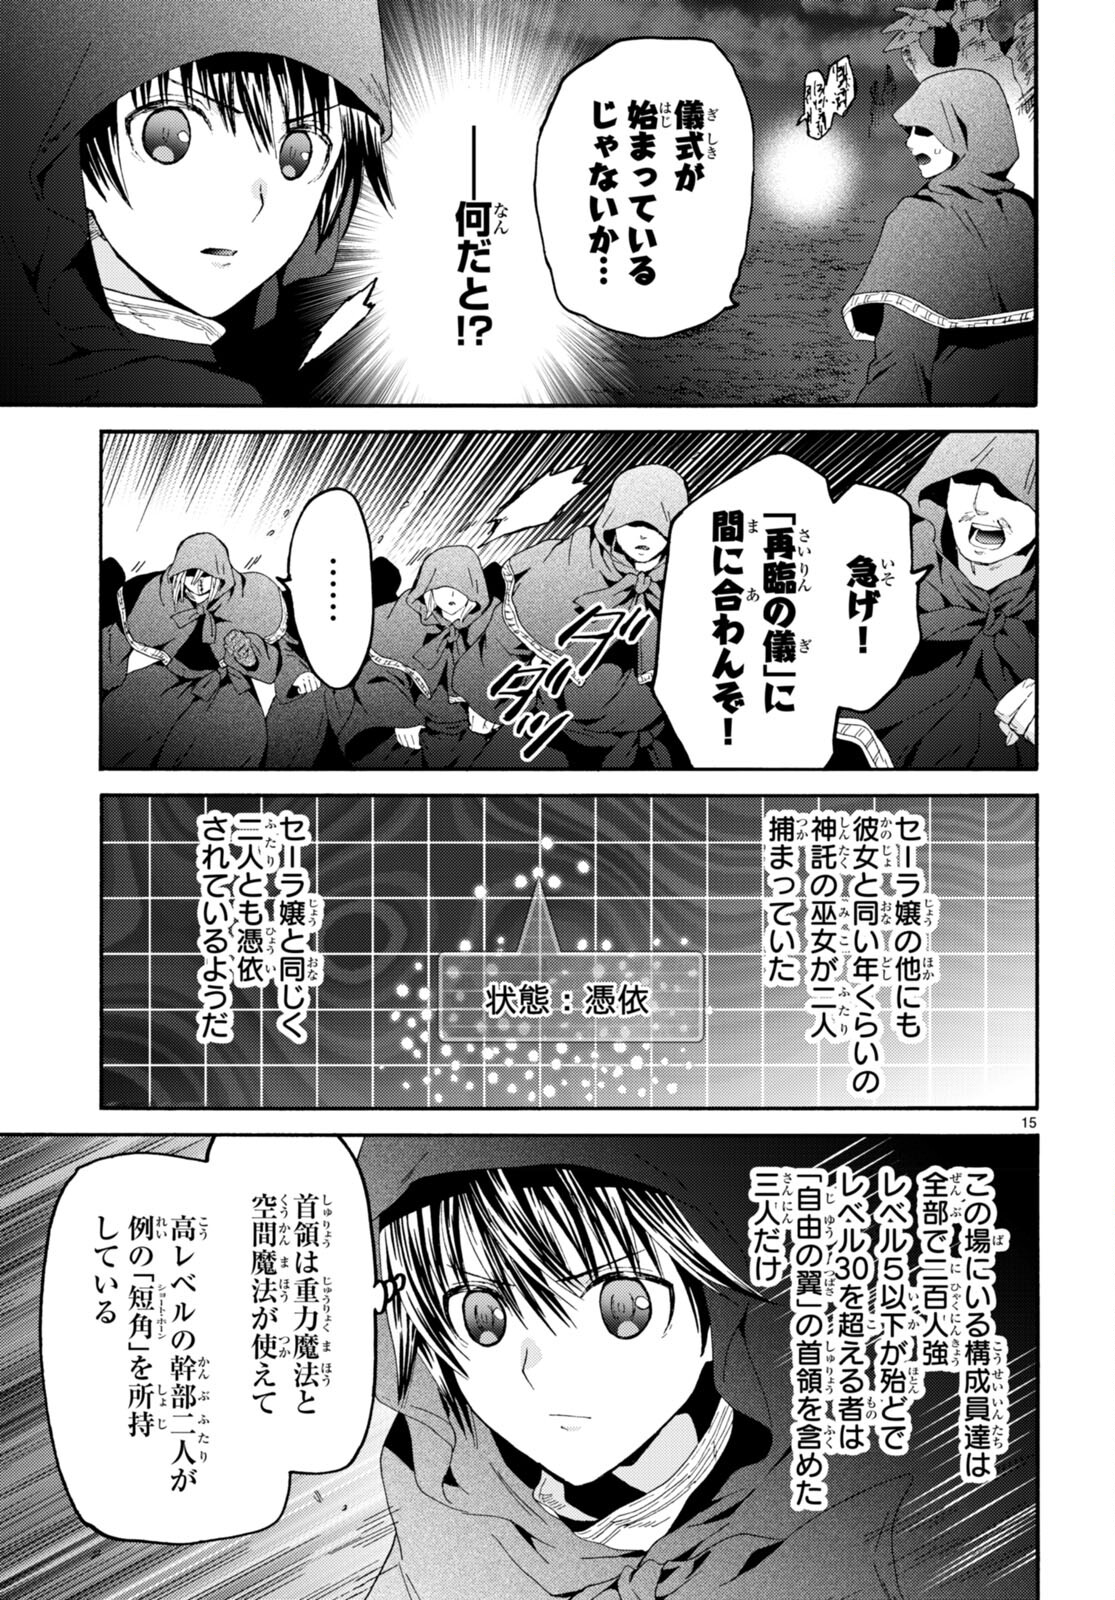 儀式が
始まっている
じゃないか…
──何だと!?
急げ！
「再臨の儀」に
間に合わんぞ！
ダダダッ
……
セーラ嬢の他にも
彼女と同い年くらいの
神託の巫女が二人
捕まっていた
状態：憑依
セーラ嬢と同じく
二人とも憑依
されているようだ
15
この場にいる構成員達は
全部で二百人強
レベル5以下が殆どで
レベル30を超える者は
「自由の翼」の首領を含めた
三人だけ
首領は重力魔法と
空間魔法が使えて
高レベルの幹部二人が
例の「短角」を所持
している